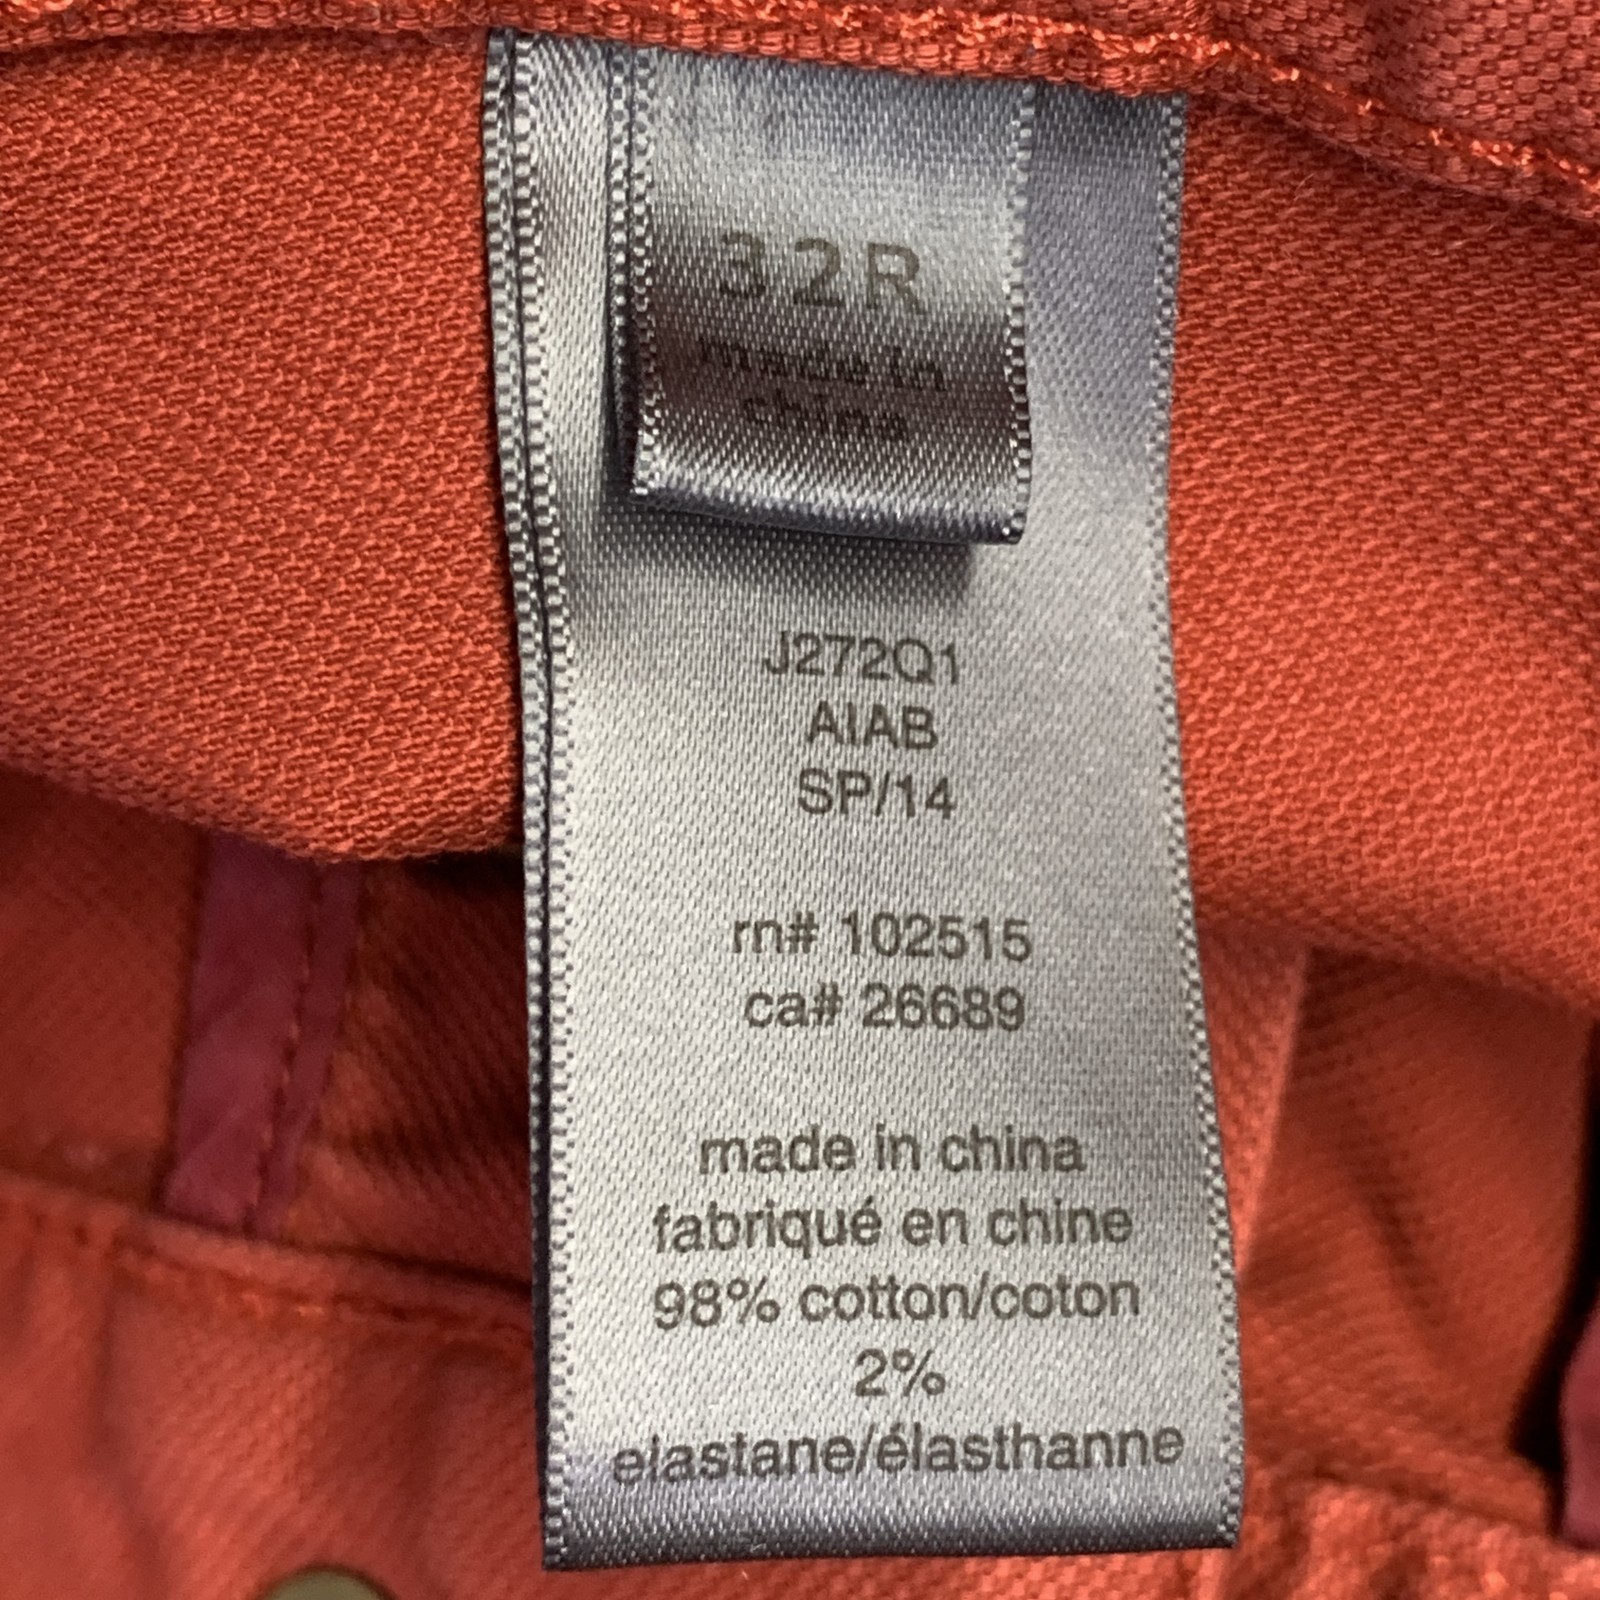 32R
made in
china
J272Q1
AIAB
SP/14
rn# 102515
ca# 26689
made in china
fabriqué en chine
98% cotton/coton
2%
elastane/élasthanne